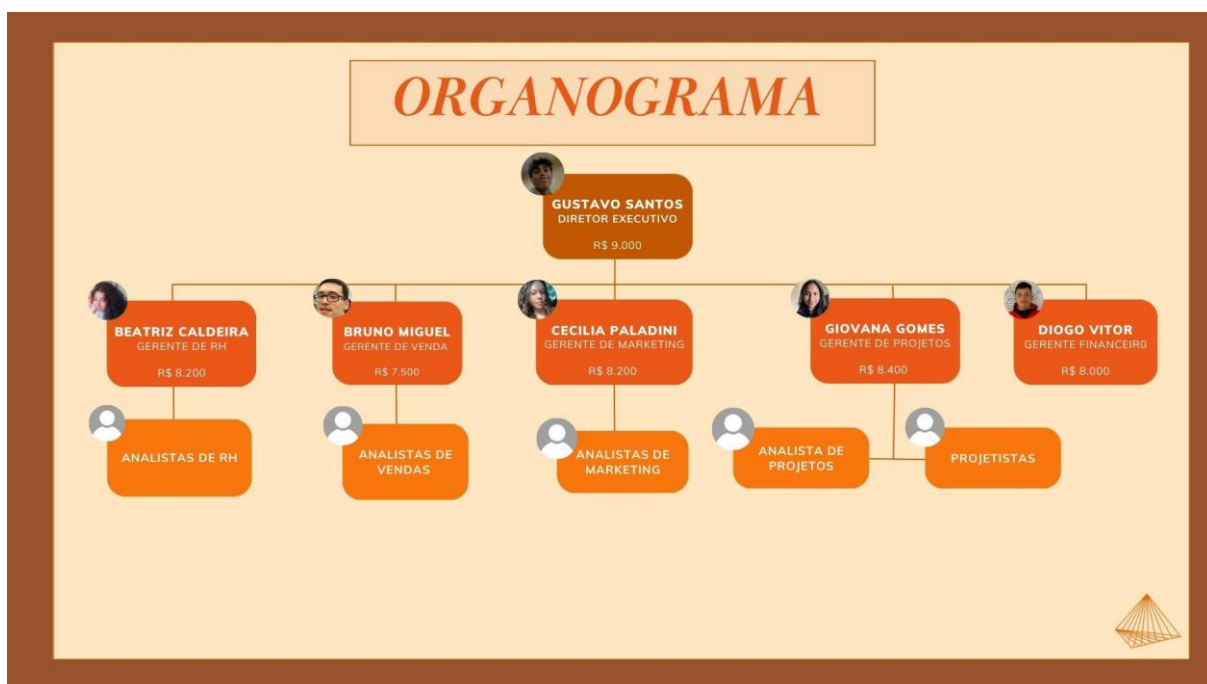 ORGANOGRAMA
GUSTAVO SANTOS
DIRETOR EXECUTIVO
R$ 9.000
BEATRIZ CALDEIRA
GERENTE DE RH
R$ 8.200
BRUNO MIGUEL
GERENTE DE VENDA
R$ 7.500
CECILIA PALADINI
GERENTE DE MARKETING
R$ 8.200
GIOVANA GOMES
GERENTE DE PROJETOS
R$ 8.400
DIOGO VITOR
GERENTE FINANCEIR0
R$ 8.000
ANALISTAS DE RH
ANALISTAS DE
VENDAS
ANALISTAS DE
MARKETING
ANALISTA DE
PROJETOS
PROJETISTAS